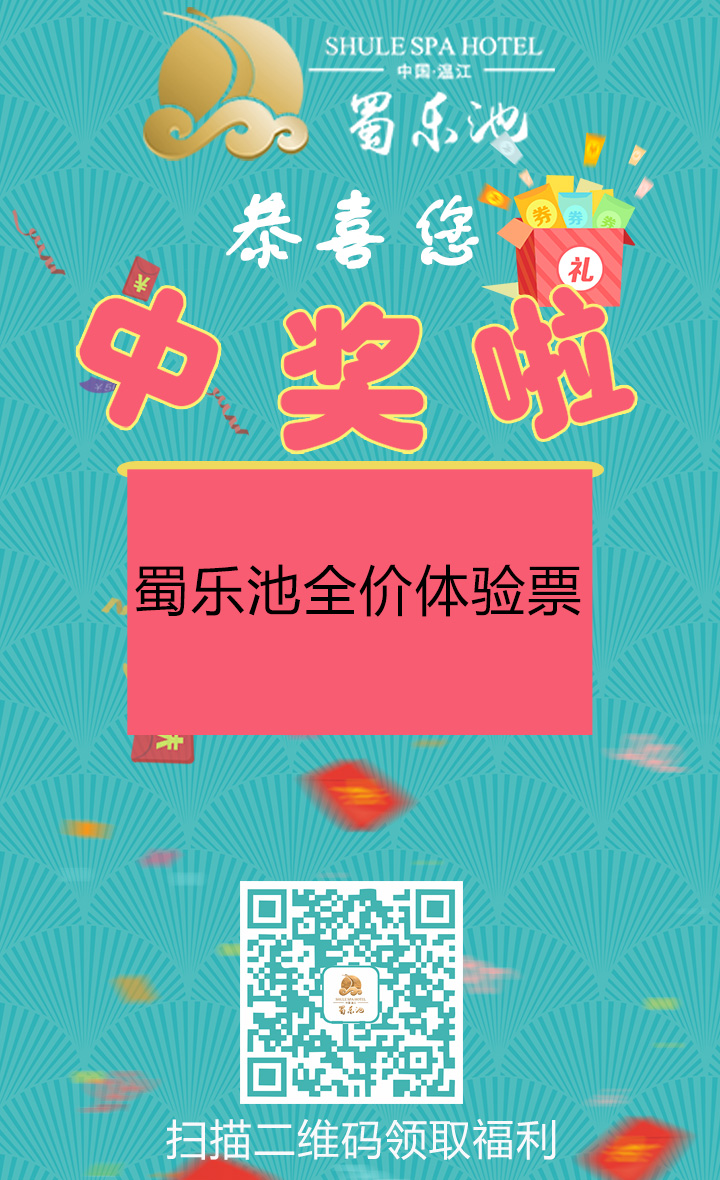 SHULE SPA HOTEL
中国·温江
蜀乐池
恭喜您
券 券 券
礼
中奖啦
蜀乐池全价体验票
SHULE SPA HOTEL
蜀乐池
扫描二维码领取福利